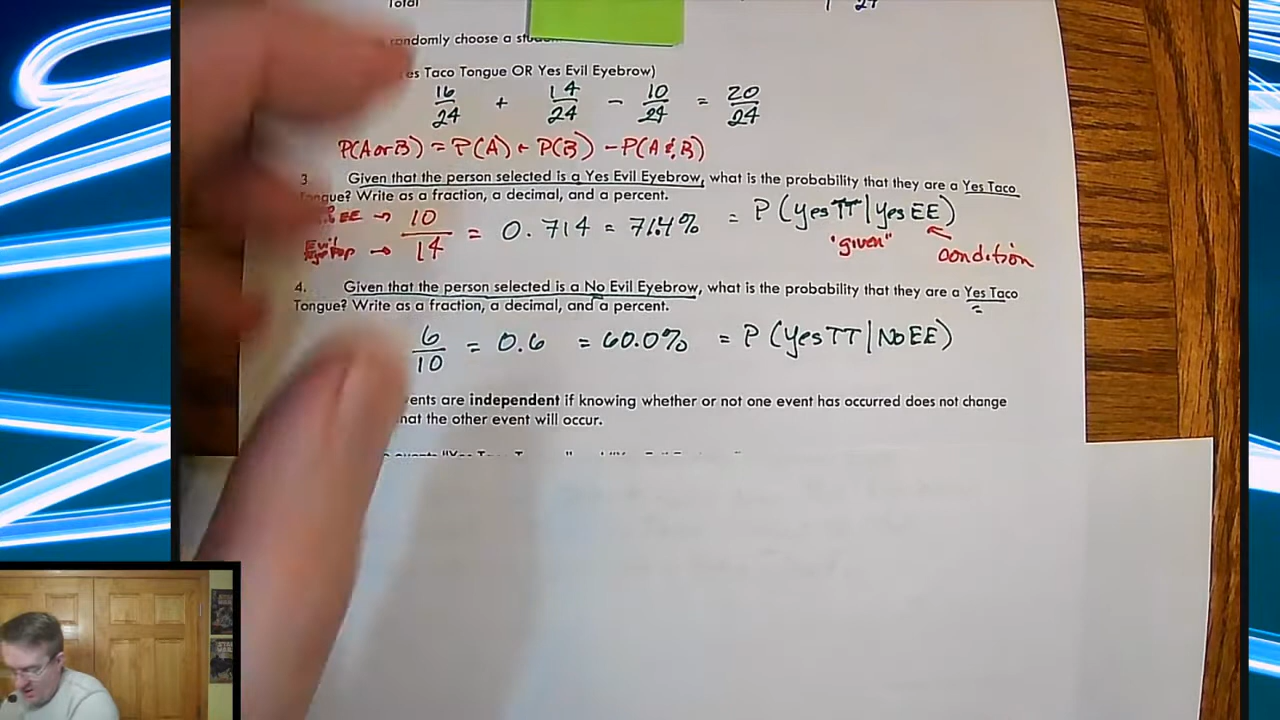 Total
24
randomly choose a
Taco Tongue OR Yes Evil Eyebrow)
16/24 + 14/24 - 10/24 = 20/24
P(A or B) = P(A) + P(B) - P(A & B)
3. Given that the person selected is a Yes Evil Eyebrow, what is the probability that they are a Yes Taco
Tongue? Write as a fraction, a decimal, and a percent.
EE → 10/14 = 0.714 = 71.4% = P(Yes TT | Yes EE)
"given" condition
4. Given that the person selected is a No Evil Eyebrow, what is the probability that they are a Yes Taco
Tongue? Write as a fraction, a decimal, and a percent.
6/10 = 0.6 = 60.0% = P(Yes TT | No EE)
are independent if knowing whether or not one event has occurred does not change
that the other event will occur.